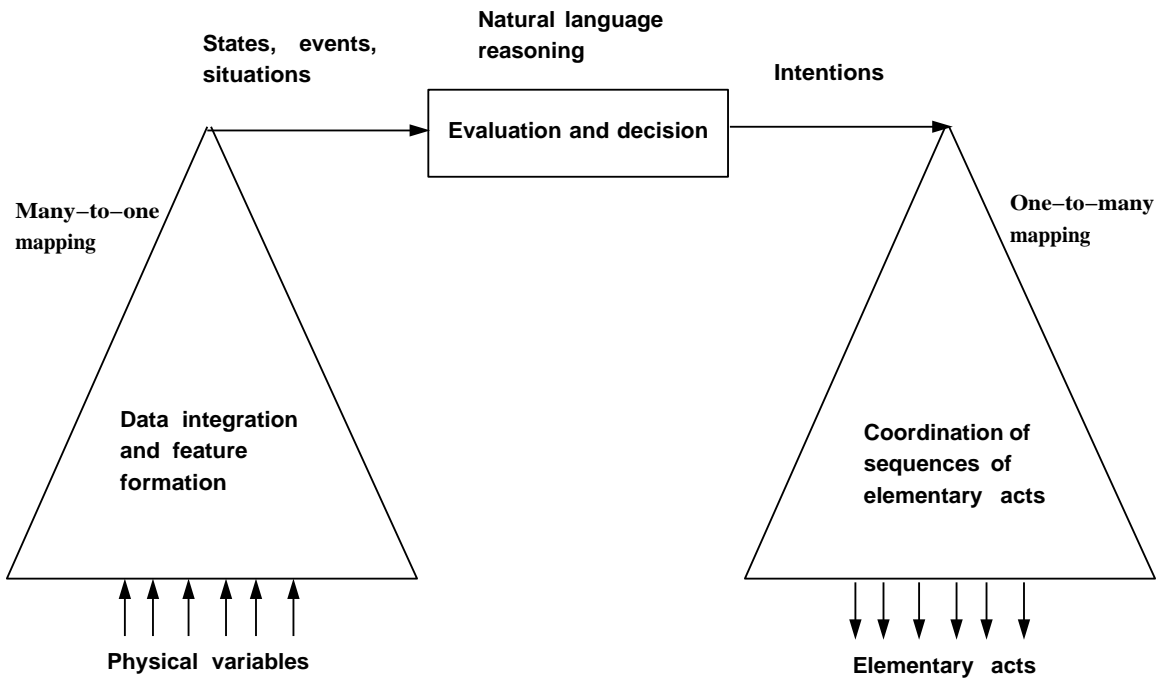 Natural language
reasoning
States, events,
situations
Intentions
Evaluation and decision
Many−to−one
mapping
One−to−many
mapping
Data integration
and feature
formation
Coordination of
sequences of
elementary acts
Physical variables
Elementary acts